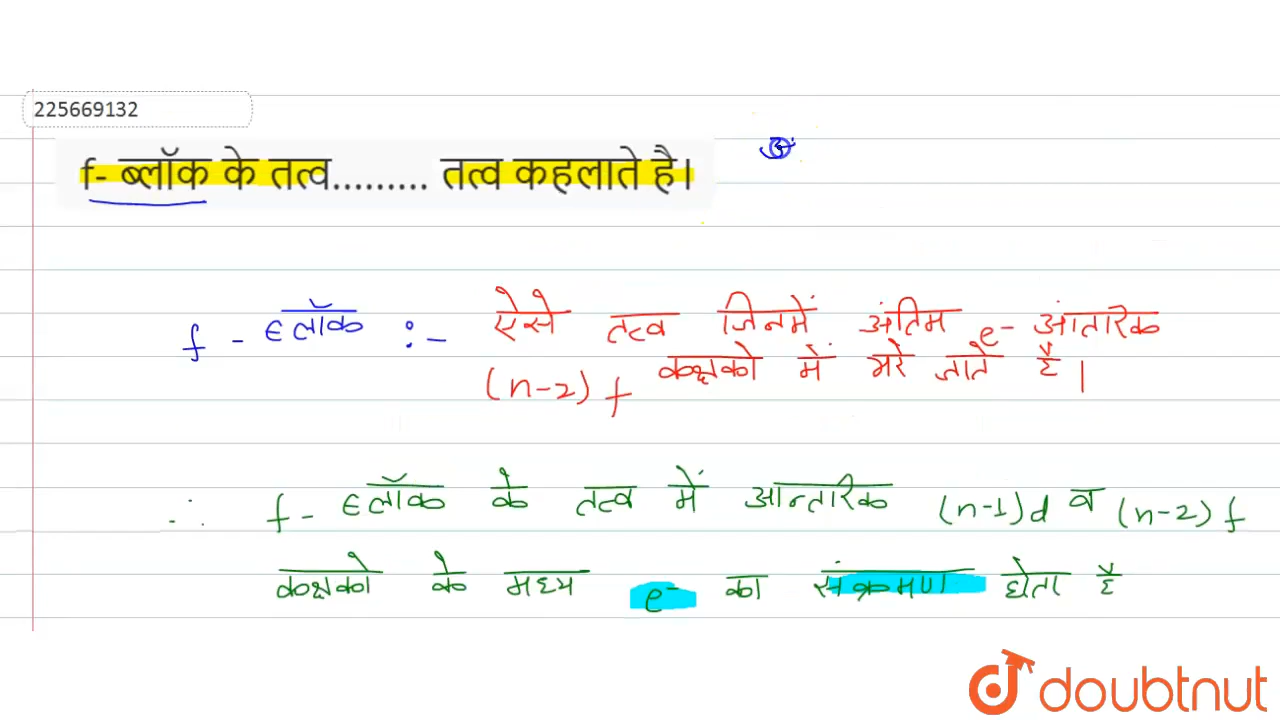 225669132
f- ब्लॉक के तत्व......... तत्व कहलाते है।
f - ब्लॉक :- ऐसे तत्व जिनमें अंतिम e- आंतरिक
(n-2) f कक्षको में भरे जाते है।
∴ f - ब्लॉक के तत्व में आन्तरिक (n-1)d व (n-2) f
कक्षको के मध्य e- का संक्रमण होता है
doubtnut